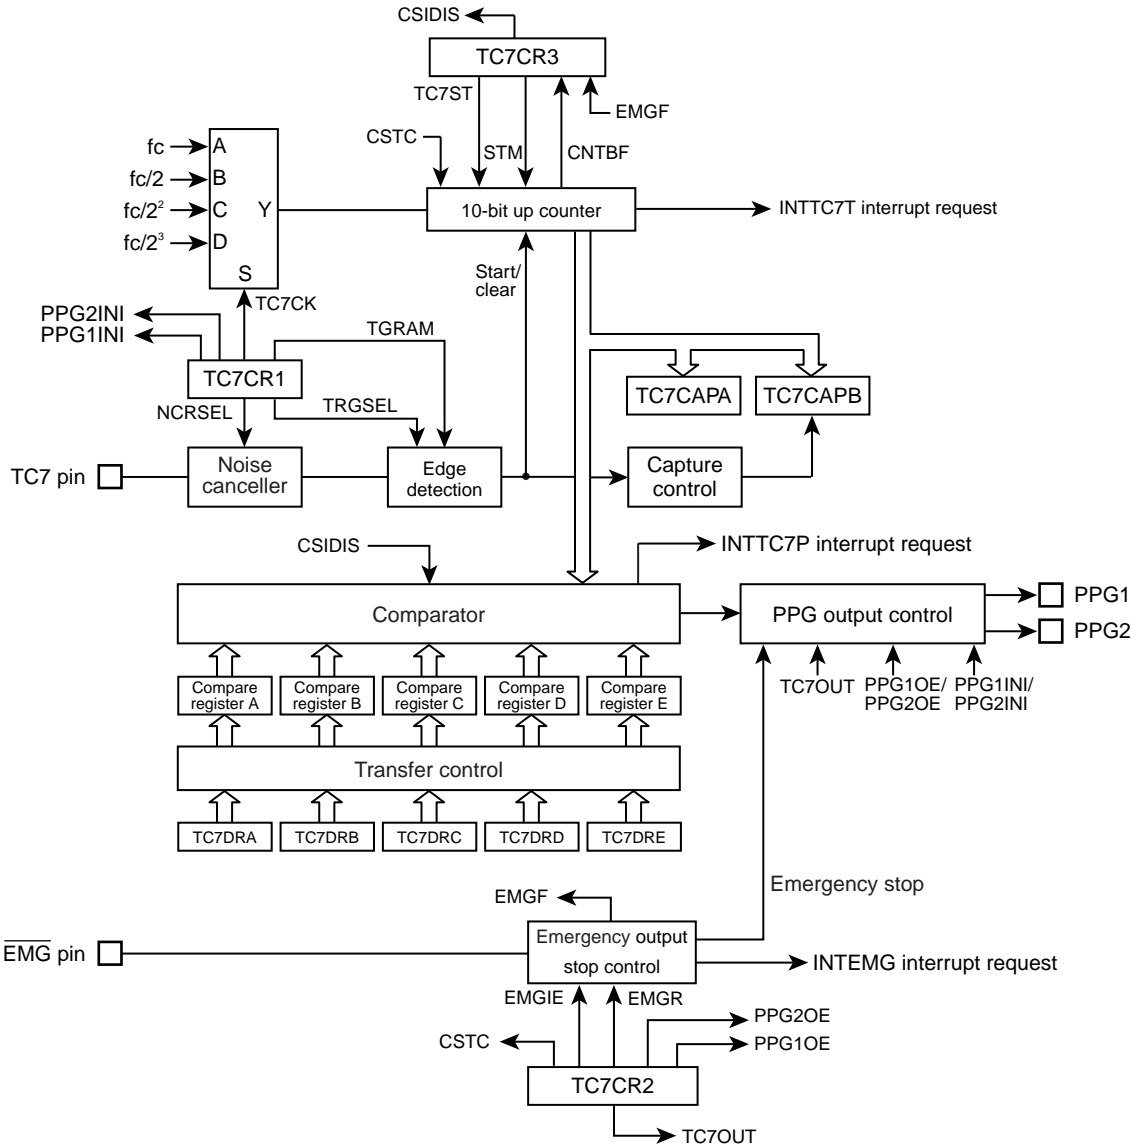 CSIDIS
TC7CR3
TC7ST
EMGF
CSTC
STM
CNTBF
fc
A
fc/2
B
fc/2²
C
Y
fc/2³
D
S
10-bit up counter
INTTC7T interrupt request
Start/
clear
TC7CK
PPG2INI
PPG1INI
TGRAM
TC7CR1
NCRSEL
TRGSEL
TC7CAPA
TC7CAPB
TC7 pin
Noise
canceller
Edge
detection
Capture
control
CSIDIS
INTTC7P interrupt request
Comparator
PPG output control
PPG1
PPG2
Compare
register A
Compare
register B
Compare
register C
Compare
register D
Compare
register E
TC7OUT
PPG1OE/
PPG2OE
PPG1INI/
PPG2INI
Transfer control
TC7DRA
TC7DRB
TC7DRC
TC7DRD
TC7DRE
Emergency stop
EMGF
EMG pin
Emergency output
stop control
INTEMG interrupt request
EMGIE
EMGR
PPG2OE
CSTC
PPG1OE
TC7CR2
TC7OUT